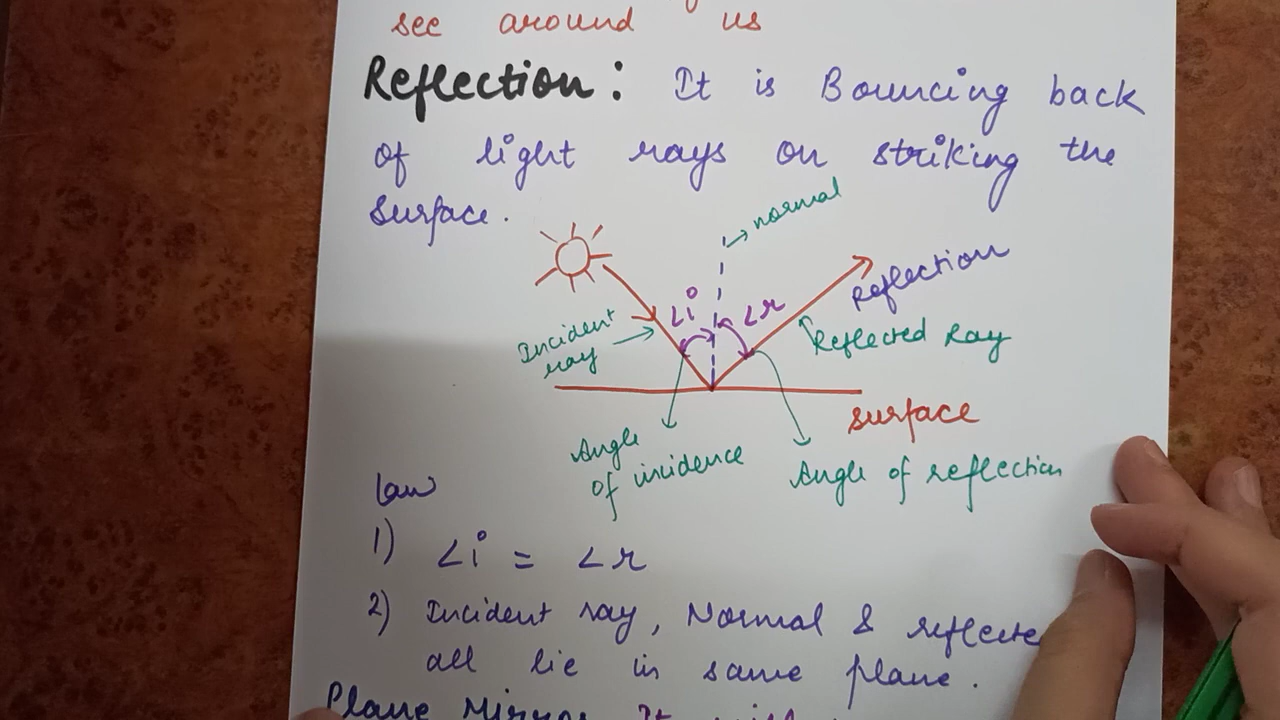 see around us
Reflection: It is Bouncing back
of light rays on striking the
surface.
normal
Reflection
∠i
∠r
Incident
ray
Reflected Ray
surface
Angle
of incidence
Angle of reflection
law
1) ∠i = ∠r
2) Incident ray, Normal & reflecte
all lie in same plane.
Plane Mirror It